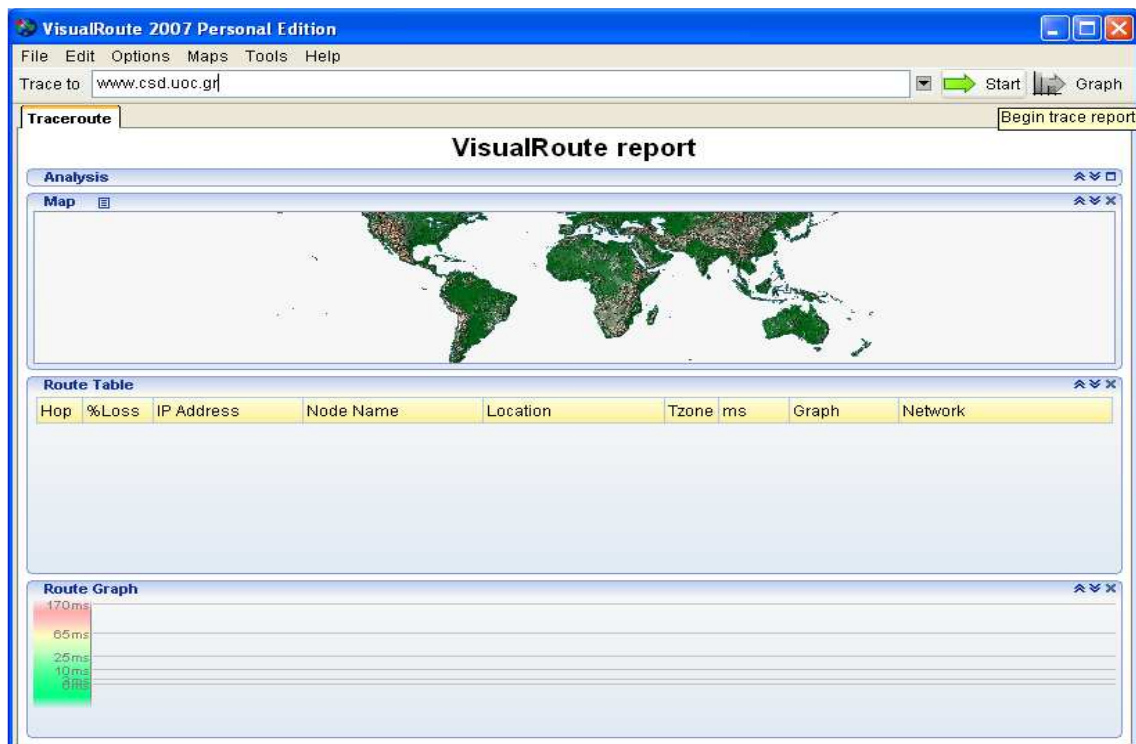 VisualRoute 2007 Personal Edition
File Edit Options Maps Tools Help
Trace to www.csd.uoc.gr Start Graph
Traceroute
Begin trace report
VisualRoute report
Analysis
Map
Route Table
Hop %Loss IP Address Node Name Location Tzone ms Graph Network
Route Graph
170ms
65ms
25ms
10ms